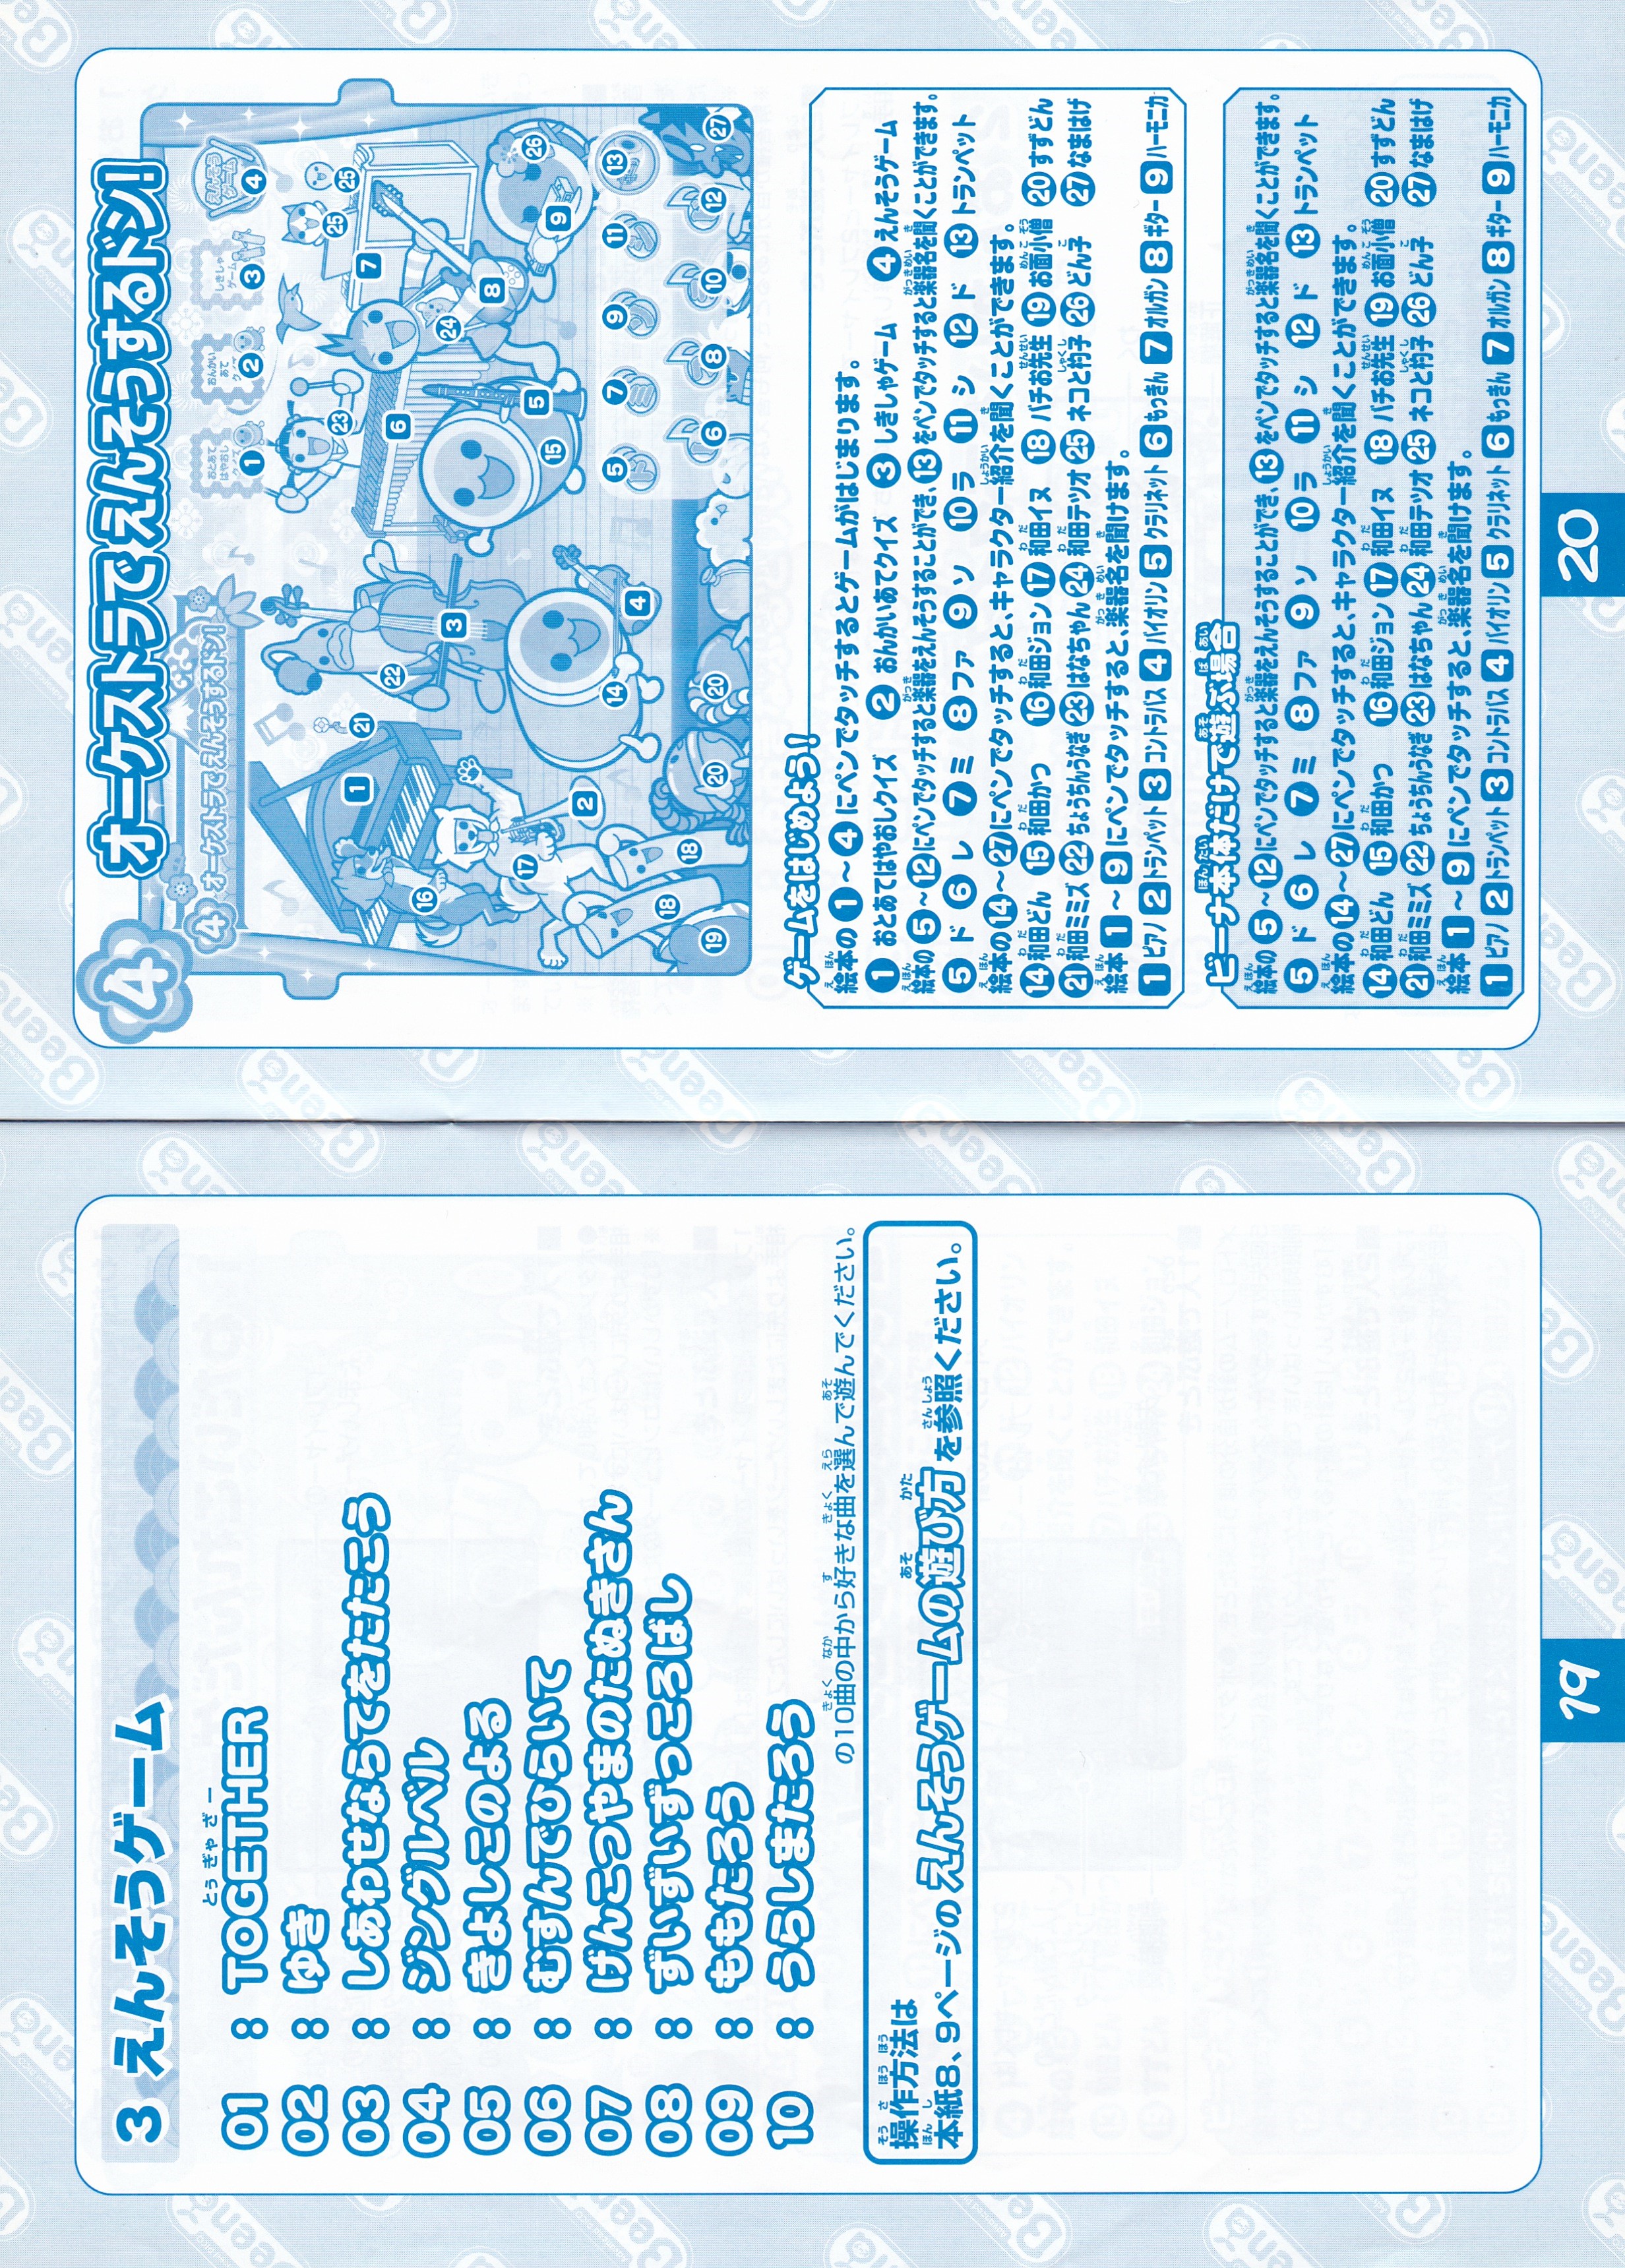 3 えんそうゲーム
01 : TOGETHER
とぅ ぎゃ ざ ー
02 : ゆき
03 : しあわせならてをたたこう
04 : ジングルベル
05 : きよしこのよる
06 : むすんでひらいて
07 : げんこつやまのたぬきさん
08 : ずいずいずっころばし
09 : ももたろう
10 : うらしまたろう
の10曲の中から好きな曲を選んで遊んでください。
操作方法は
本紙8、9ページの えんそうゲームの遊び方 を参照ください。
19
4 オーケストラで えんそうするドン!
4 オーケストラで えんそうするドン!
おとあて はやおし クイズ 1
おんかい あて クイズ 2
しきしゃ ゲーム 3
えんそう ゲーム 4
ゲームをはじめよう!
絵本の 1 ～ 4 にペンでタッチするとゲームがはじまります。
1 おとあてはやおしクイズ 2 おんかいあてクイズ 3 しきしゃゲーム 4 えんそうゲーム
絵本の 5 ～ 12 にペンでタッチすると楽器をえんそうすることができ、13 をペンでタッチすると楽器名を聞くことができます。
5 ド 6 レ 7 ミ 8 ファ 9 ソ 10 ラ 11 シ 12 ド 13 トランペット
絵本の 14 ～ 27 にペンでタッチすると、キャラクター紹介を聞くことができます。
14 和田どん 15 和田かつ 16 和田ジョン 17 和田イヌ 18 バチお先生 19 お面小僧 20 すずどん
21 和田ミミズ 22 ちょうちんうなぎ 23 はなちゃん 24 和田テツオ 25 ネコと杓子 26 どん子 27 なまはげ
絵本 1 ～ 9 にペンでタッチすると、楽器名を聞けます。
1 ピアノ 2 トランペット 3 コントラバス 4 バイオリン 5 クラリネット 6 もっきん 7 オルガン 8 ギター 9 ハーモニカ
ビーナ本体だけで遊ぶ場合
絵本の 5 ～ 12 にペンでタッチすると楽器をえんそうすることができ、13 をペンでタッチすると楽器名を聞くことができます。
5 ド 6 レ 7 ミ 8 ファ 9 ソ 10 ラ 11 シ 12 ド 13 トランペット
絵本の 14 ～ 27 にペンでタッチすると、キャラクター紹介を聞くことができます。
14 和田どん 15 和田かつ 16 和田ジョン 17 和田イヌ 18 バチお先生 19 お面小僧 20 すずどん
21 和田ミミズ 22 ちょうちんうなぎ 23 はなちゃん 24 和田テツオ 25 ネコと杓子 26 どん子 27 なまはげ
絵本 1 ～ 9 にペンでタッチすると、楽器名を聞けます。
1 ピアノ 2 トランペット 3 コントラバス 4 バイオリン 5 クラリネット 6 もっきん 7 オルガン 8 ギター 9 ハーモニカ
20
Advanced PICO Beena